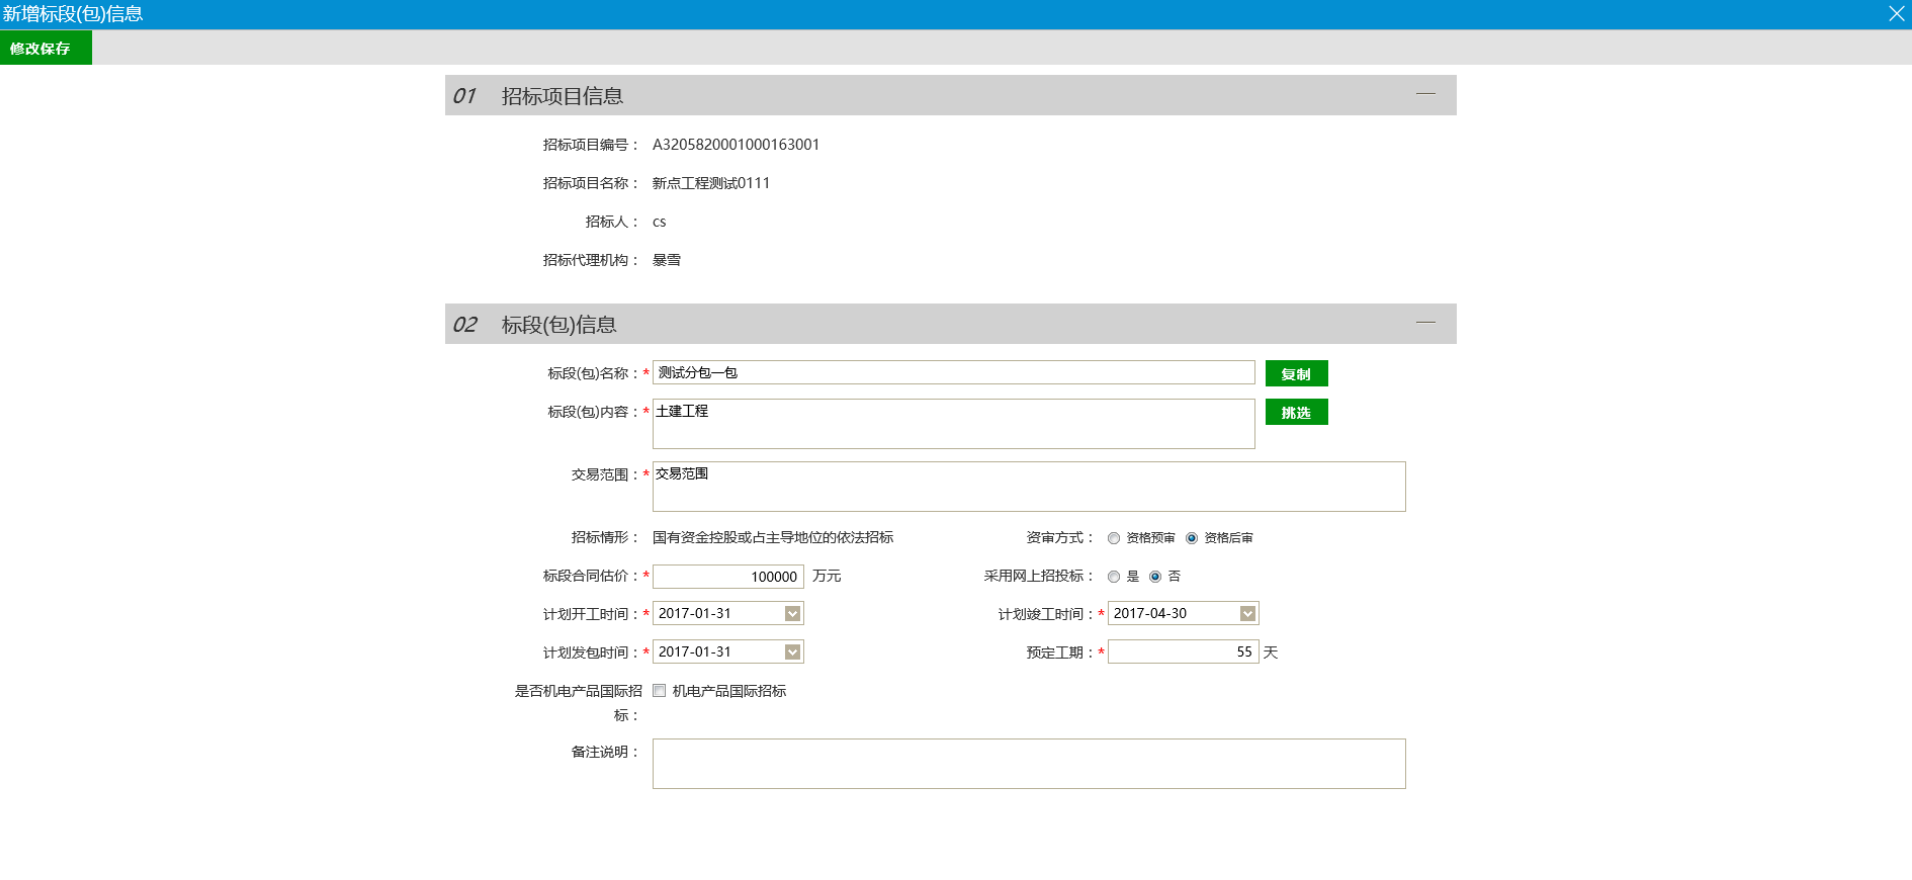 新增标段(包)信息
修改保存
01 招标项目信息
招标项目编号： A3205820001000163001
招标项目名称： 新点工程测试0111
招标人： cs
招标代理机构： 暴雪
02 标段(包)信息
标段(包)名称：* 测试分包一包 复制
标段(包)内容：* 土建工程 挑选
交易范围：* 交易范围
招标情形： 国有资金控股或占主导地位的依法招标 资审方式： 资格预审 资格后审
标段合同估价：* 100000 万元 采用网上招投标： 是 否
计划开工时间：* 2017-01-31 计划竣工时间：* 2017-04-30
计划发包时间：* 2017-01-31 预定工期：* 55 天
是否机电产品国际招 机电产品国际招标
标：
备注说明：